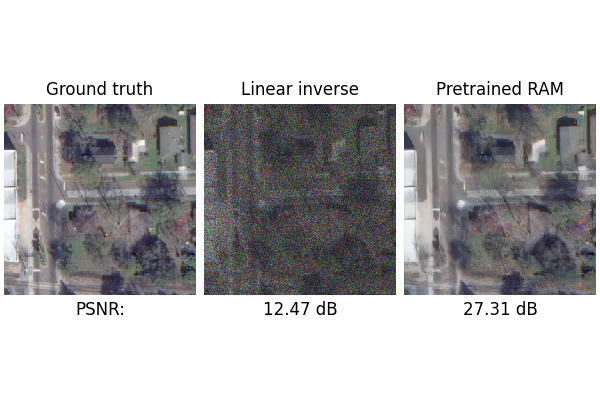 Ground truth Linear inverse Pretrained RAM
PSNR: 12.47 dB 27.31 dB